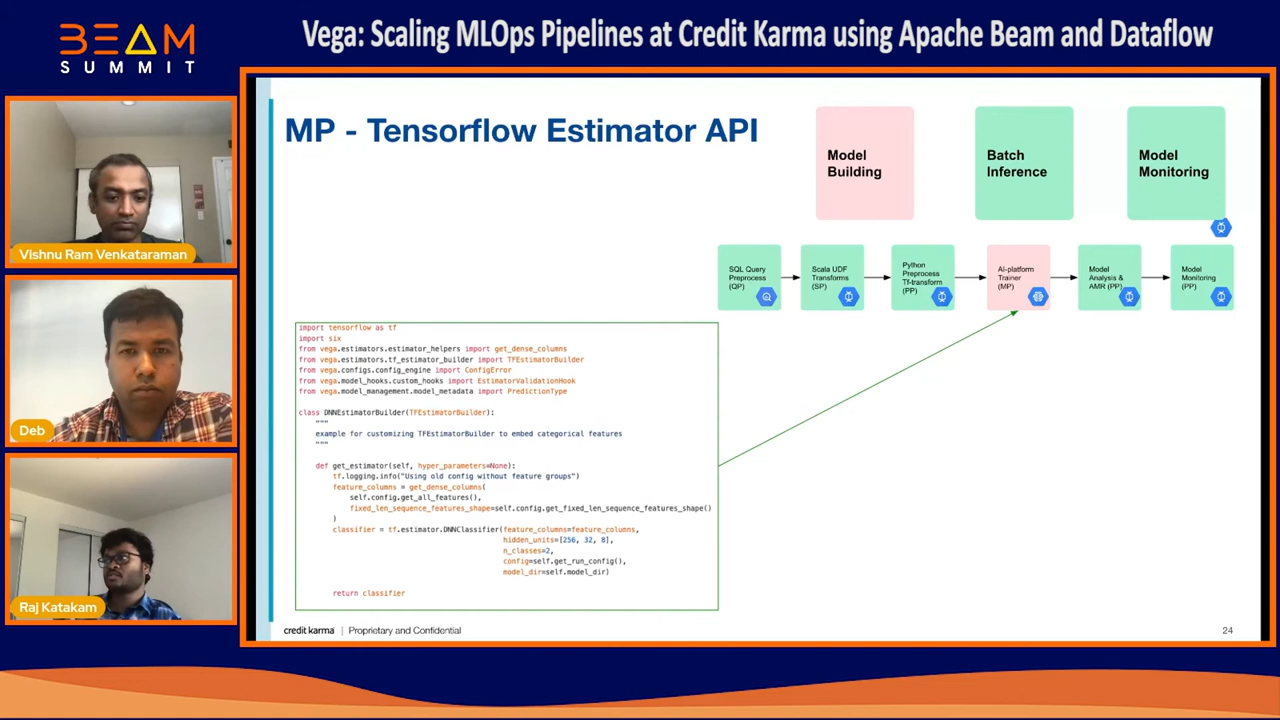 BEAM
SUMMIT
Vega: Scaling MLOps Pipelines at Credit Karma using Apache Beam and Dataflow
Vishnu Ram Venkataraman
Deb
Raj Katakam
MP - Tensorflow Estimator API
Model
Building
Batch
Inference
Model
Monitoring
SQL Query
Preprocess
(QP)
Scala UDF
Transforms
(SP)
Python
Preprocess
Tf-transform
(PP)
AI-platform
Trainer
(MP)
Model
Analysis &
AMR (PP)
Model
Monitoring
(PP)
import tensorflow as tf
import six
from vega.estimators.estimator_helpers import get_dense_columns
from vega.estimators.tf_estimator_builder import TFEstimatorBuilder
from vega.configs.config_engine import ConfigError
from vega.model_hooks.custom_hooks import EstimatorValidationHook
from vega.model_management.model_metadata import PredictionType
class DNNEstimatorBuilder(TFEstimatorBuilder):
"""
example for customizing TFEstimatorBuilder to embed categorical features
"""
def get_estimator(self, hyper_parameters=None):
tf.logging.info("Using old config without feature groups")
feature_columns = get_dense_columns(
self.config.get_all_features(),
fixed_len_sequence_features_shape=self.config.get_fixed_len_sequence_features_shape()
)
classifier = tf.estimator.DNNClassifier(feature_columns=feature_columns,
hidden_units=[256, 32, 8],
n_classes=2,
config=self.get_run_config(),
model_dir=self.model_dir)
return classifier
credit karma | Proprietary and Confidential
24